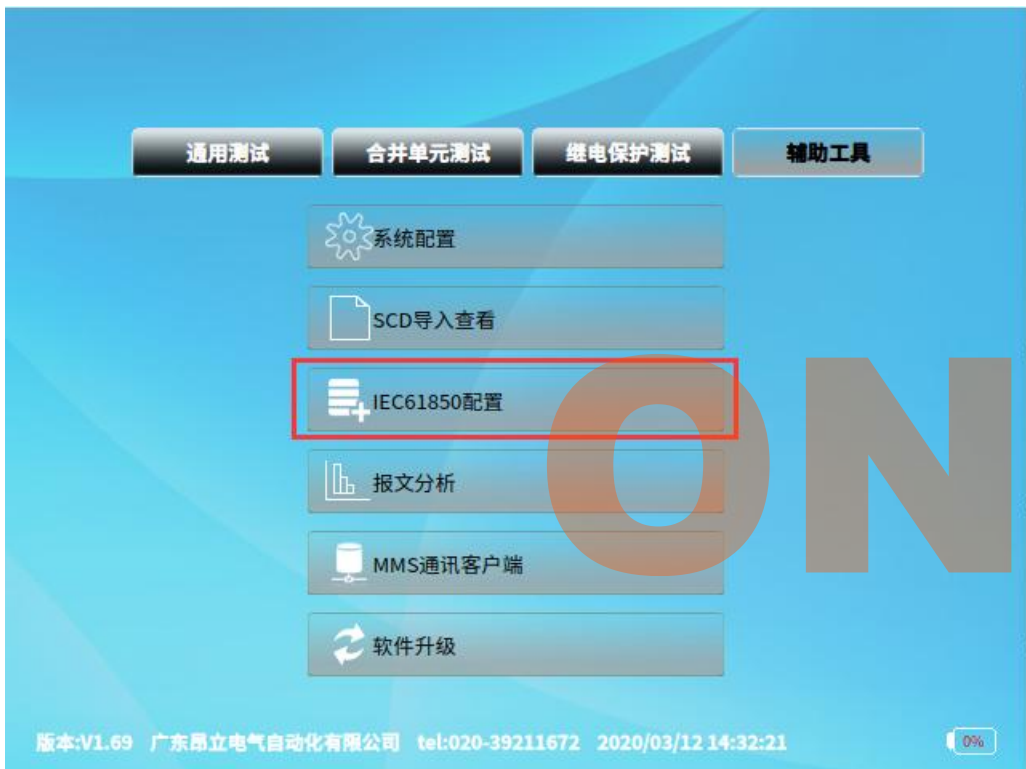 通用测试 合并单元测试 继电保护测试 辅助工具
系统配置
SCD导入查看
IEC61850配置
报文分析
MMS通讯客户端
软件升级
ON
版本:V1.69 广东昂立电气自动化有限公司 tel:020-39211672 2020/03/12 14:32:21 0%